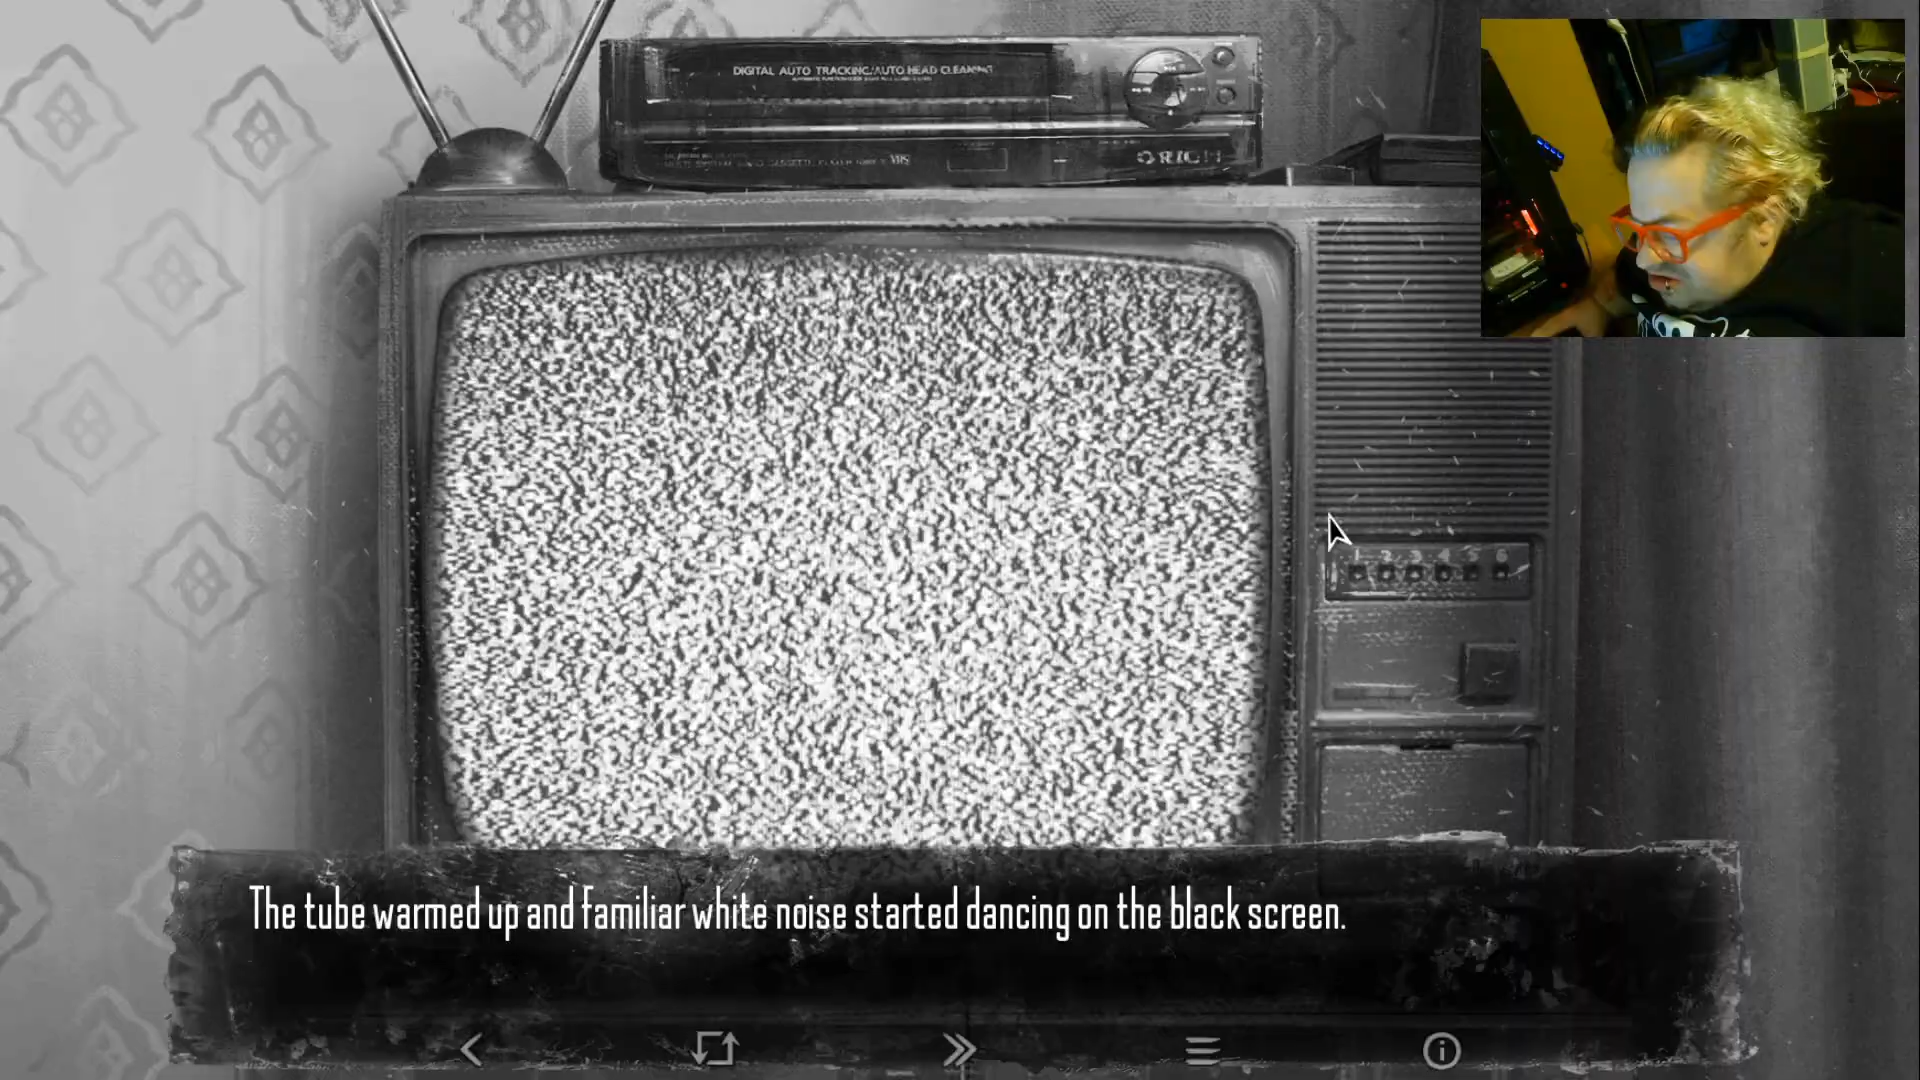 DIGITAL AUTO TRACKING/AUTO HEAD CLEANING
VHS
ORION
1 2 3 4 5 6
The tube warmed up and familiar white noise started dancing on the black screen.